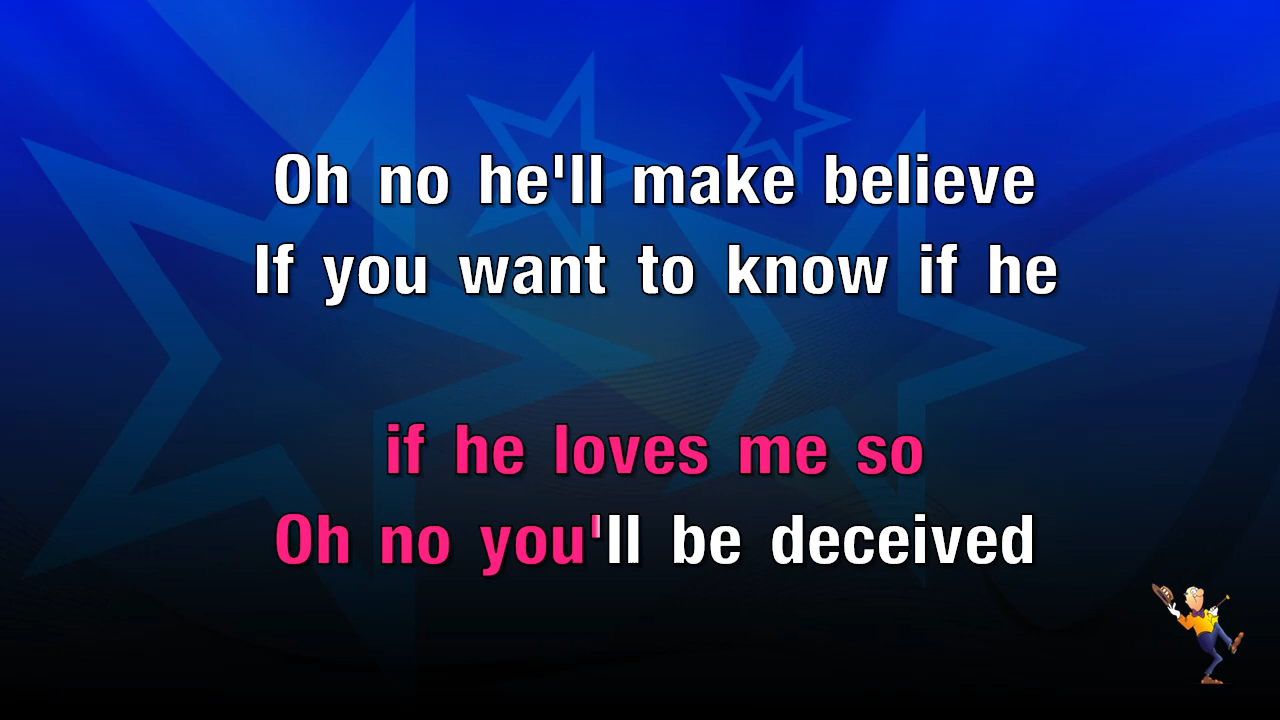 Oh no he'll make believe
If you want to know if he
if he loves me so
Oh no you'll be deceived